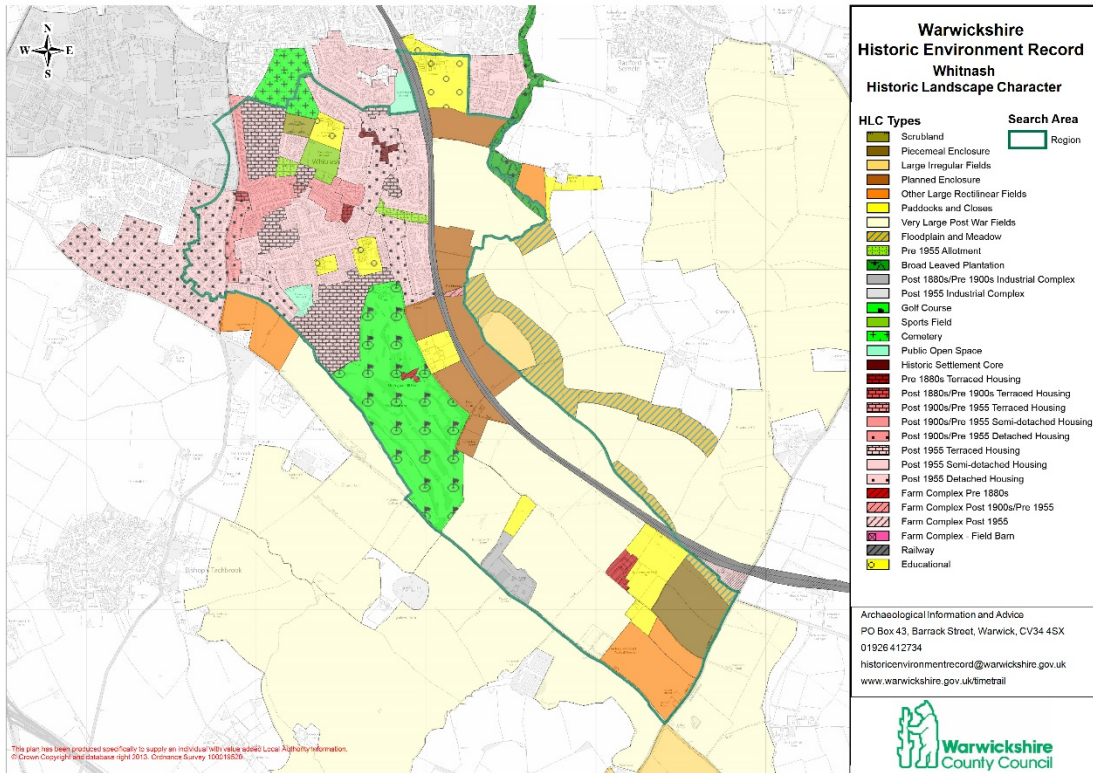 N
W E
S
Radford
Semele
Whitnash
Bishops Tachbrook
Warwickshire
Historic Environment Record
Whitnash
Historic Landscape Character
HLC Types
Search Area
Region
Scrubland
Piecemeal Enclosure
Large Irregular Fields
Planned Enclosure
Other Large Rectilinear Fields
Paddocks and Closes
Very Large Post War Fields
Floodplain and Meadow
Pre 1955 Allotment
Broad Leaved Plantation
Post 1880s/Pre 1900s Industrial Complex
Post 1955 Industrial Complex
Golf Course
Sports Field
Cemetery
Public Open Space
Historic Settlement Core
Pre 1880s Terraced Housing
Post 1880s/Pre 1900s Terraced Housing
Post 1900s/Pre 1955 Terraced Housing
Post 1900s/Pre 1955 Semi-detached Housing
Post 1900s/Pre 1955 Detached Housing
Post 1955 Terraced Housing
Post 1955 Semi-detached Housing
Post 1955 Detached Housing
Farm Complex Pre 1880s
Farm Complex Post 1900s/Pre 1955
Farm Complex Post 1955
Farm Complex - Field Barn
Railway
Educational
Archaeological Information and Advice
PO Box 43, Barrack Street, Warwick, CV34 4SX
01926 412734
historicenvironmentrecord@warwickshire.gov.uk
www.warwickshire.gov.uk/timetrail
Warwickshire
County Council
This plan has been produced specifically to supply an individual with value added Local Authority information.
© Crown Copyright and database right 2013. Ordnance Survey 100019520